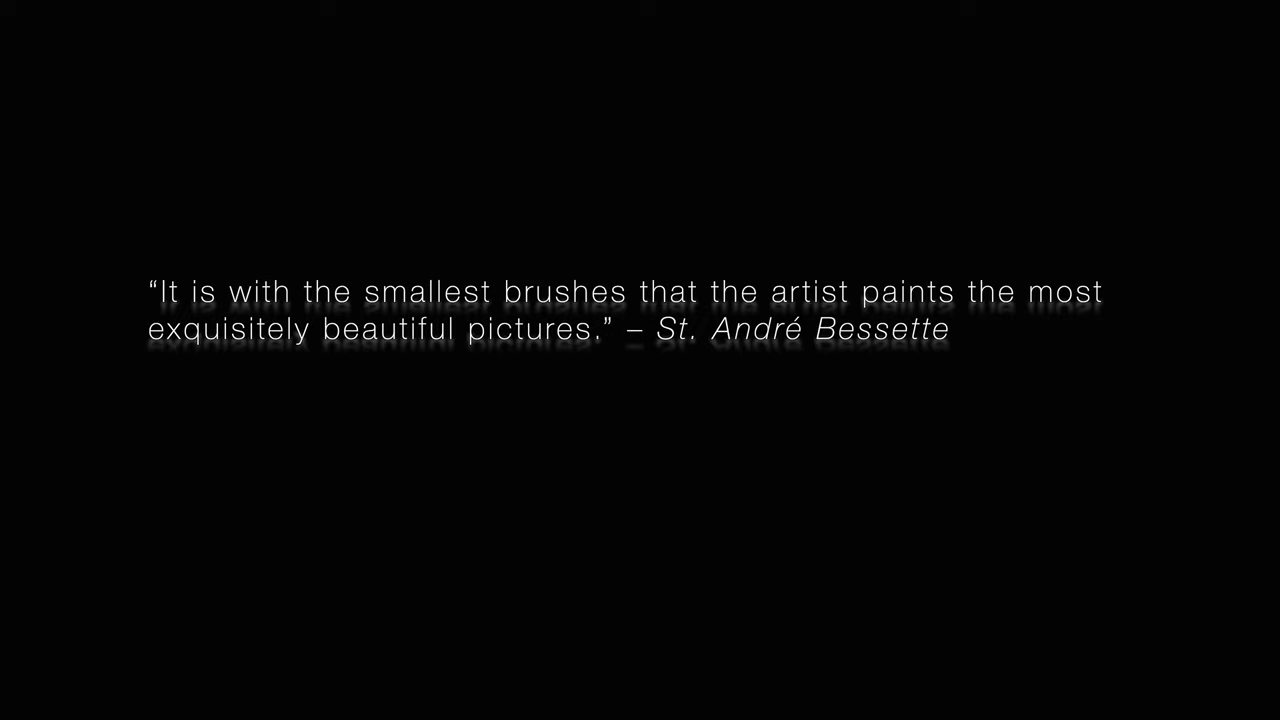 “It is with the smallest brushes that the artist paints the most
exquisitely beautiful pictures.” – St. André Bessette